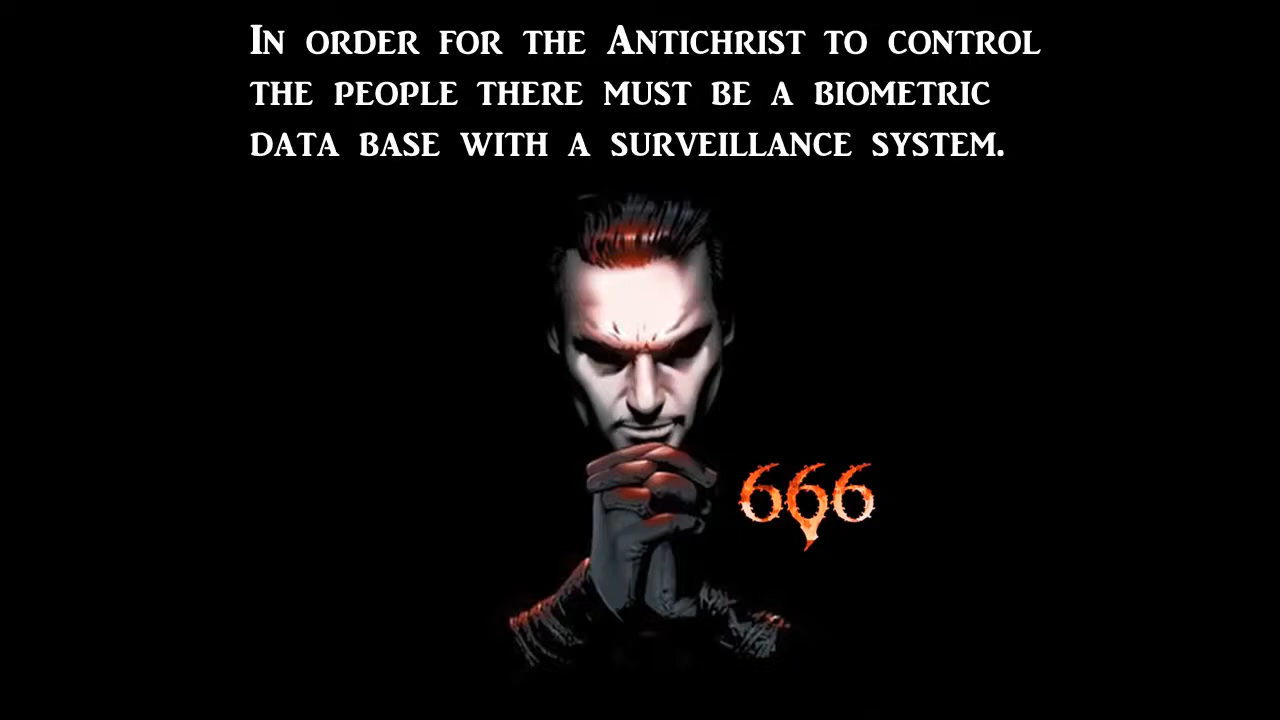 In order for the Antichrist to control
the people there must be a biometric
data base with a surveillance system.
666